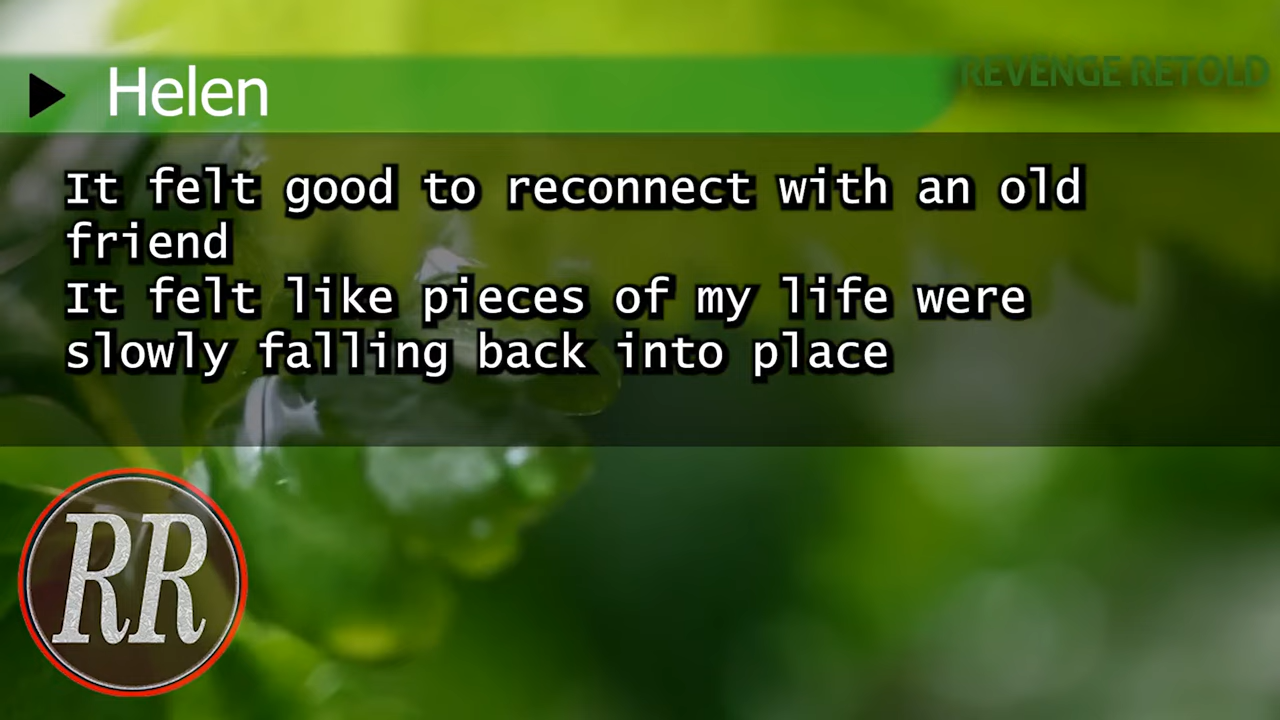 Helen
REVENGE RETOLD
It felt good to reconnect with an old
friend
It felt like pieces of my life were
slowly falling back into place
RR